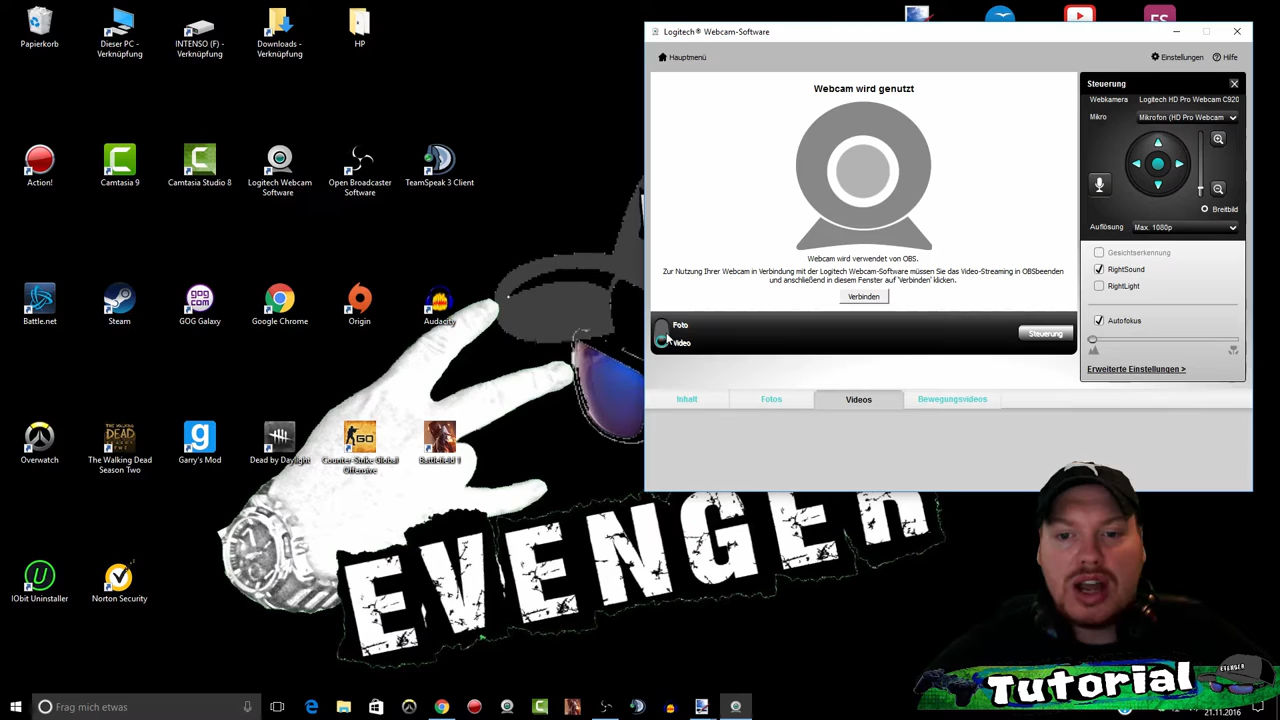 Papierkorb
Dieser PC -
Verknüpfung
INTENSO (F) -
Verknüpfung
Downloads -
Verknüpfung
HP
FS
Logitech® Webcam-Software
Hauptmenü
Einstellungen
Hilfe
Webcam wird genutzt
Webcam wird verwendet von OBS.
Zur Nutzung Ihrer Webcam in Verbindung mit der Logitech Webcam-Software müssen Sie das Video-Streaming in OBSbeenden
und anschließend in diesem Fenster auf 'Verbinden' klicken.
Verbinden
Foto
Video
Steuerung
Steuerung
Webkamera
Logitech HD Pro Webcam C920
Mikro
Mikrofon (HD Pro Webcam
Breitbild
Auflösung
Max. 1080p
Gesichtserkennung
RightSound
RightLight
Autofokus
Erweiterte Einstellungen >
Inhalt
Fotos
Videos
Bewegungsvideos
Action!
Camtasia 9
Camtasia Studio 8
Logitech Webcam
Software
Open Broadcaster
Software
TeamSpeak 3 Client
Battle.net
Steam
gog
COM
GOG Galaxy
Google Chrome
Origin
Audacity
Overwatch
The Walking Dead
Season Two
Garry's Mod
Dead by Daylight
GO
Counter-Strike Global
Offensive
Battlefield 1
IObit Uninstaller
Norton Security
EVENGER
Tutorial
EVENGER
Frag mich etwas
21.11.2016